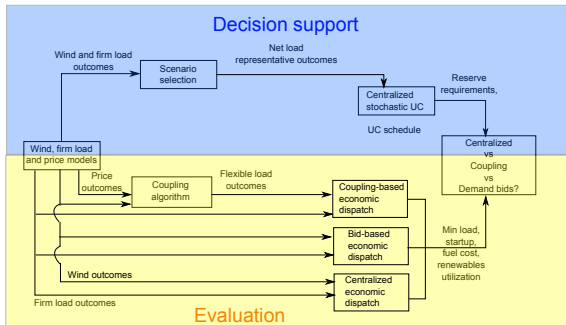 Decision support
Wind and firm load
outcomes
Scenario
selection
Net load
representative outcomes
Centralized
stochastic UC
Reserve
requirements,
UC schedule
Wind, firm load
and price models
Centralized
vs
Coupling
vs
Demand bids?
Price
outcomes
Coupling
algorithm
Flexible load
outcomes
Coupling-based
economic
dispatch
Bid-based
economic
dispatch
Min load,
startup,
fuel cost,
renewables
utilization
Wind outcomes
Centralized
economic
dispatch
Firm load outcomes
Evaluation